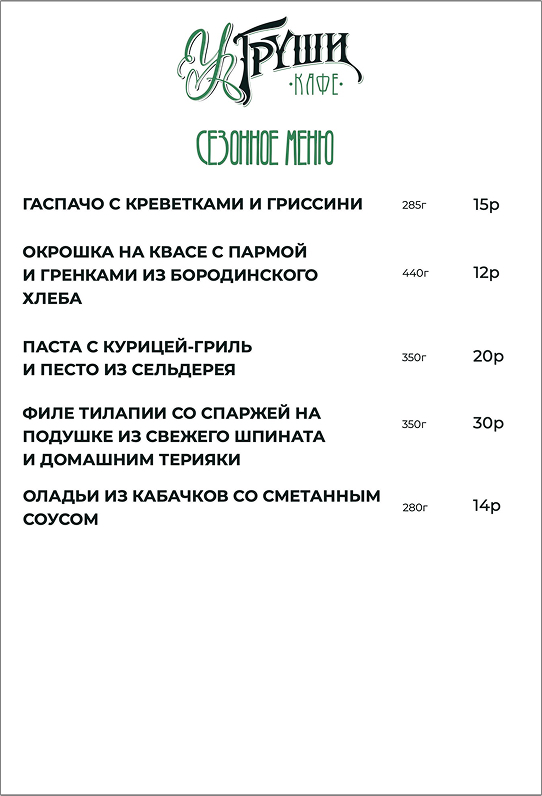 У Груши
·КАФЕ·
СЕЗОННОЕ МЕНЮ
ГАСПАЧО С КРЕВЕТКАМИ И ГРИССИНИ 285г 15р
ОКРОШКА НА КВАСЕ С ПАРМОЙ
И ГРЕНКАМИ ИЗ БОРОДИНСКОГО 440г 12р
ХЛЕБА
ПАСТА С КУРИЦЕЙ-ГРИЛЬ
И ПЕСТО ИЗ СЕЛЬДЕРЕЯ 350г 20р
ФИЛЕ ТИЛАПИИ СО СПАРЖЕЙ НА
ПОДУШКЕ ИЗ СВЕЖЕГО ШПИНАТА 350г 30р
И ДОМАШНИМ ТЕРИЯКИ
ОЛАДЬИ ИЗ КАБАЧКОВ СО СМЕТАННЫМ
СОУСОМ 280г 14р